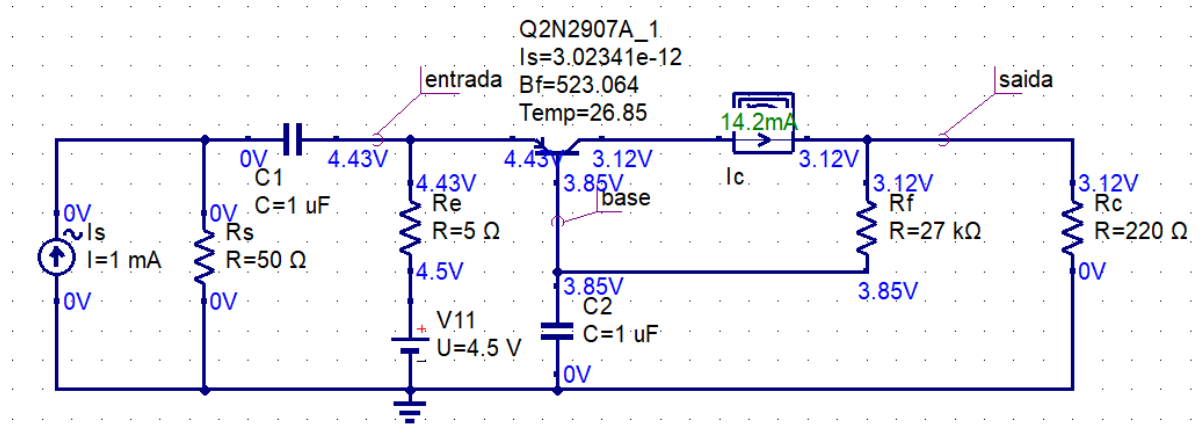 Q2N2907A_1
Is=3.02341e-12
Bf=523.064
Temp=26.85
entrada
saida
14.2mA
Ic
0V
4.43V
4.43V
3.12V
3.12V
C1
C=1 uF
4.43V
3.85V
base
3.12V
3.12V
0V
Is
I=1 mA
0V
0V
Rs
R=50 Ω
0V
Re
R=5 Ω
4.5V
Rf
R=27 kΩ
3.85V
Rc
R=220 Ω
0V
3.85V
C2
C=1 uF
0V
V11
U=4.5 V
+